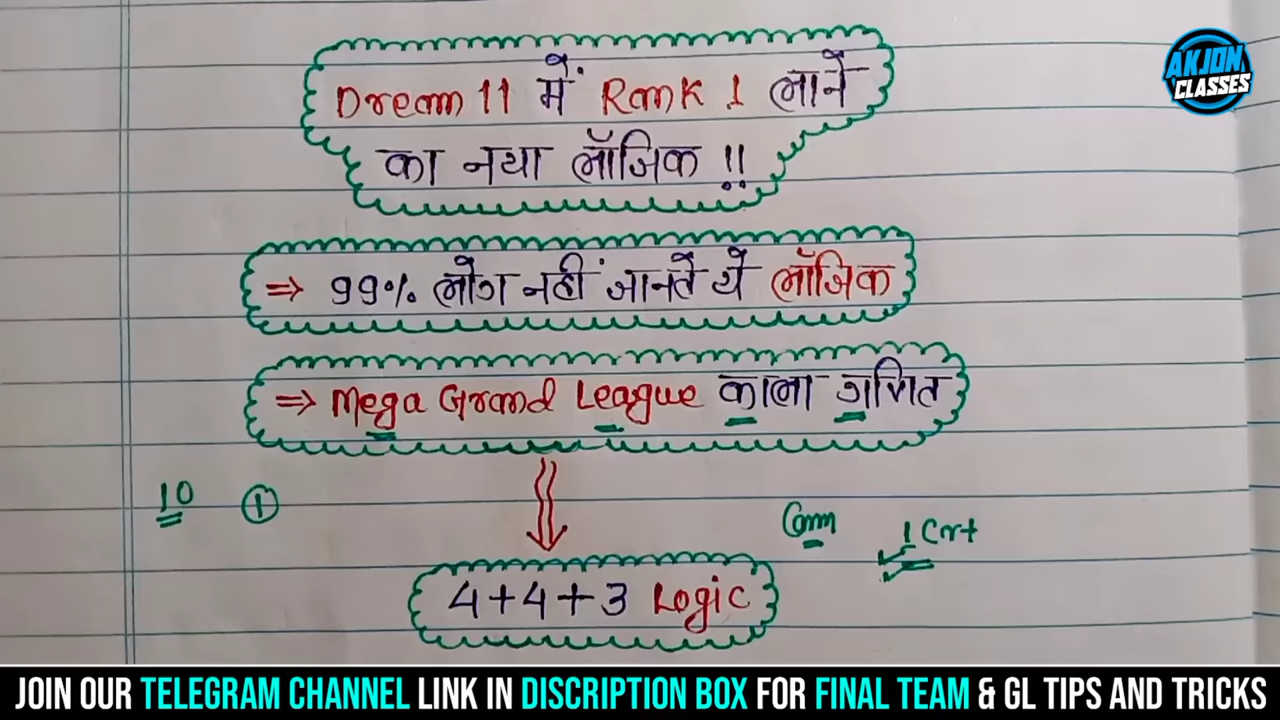 AKJON
CLASSES
Dream 11 में Rank 1 लाने
का नया लॉजिक !!
⇒ 99% लोग नहीं जानते ये लॉजिक
⇒ Mega Grand League काला गणित
10 ① 1 Crt
4+4+3 Logic
JOIN OUR TELEGRAM CHANNEL LINK IN DISCRIPTION BOX FOR FINAL TEAM & GL TIPS AND TRICKS